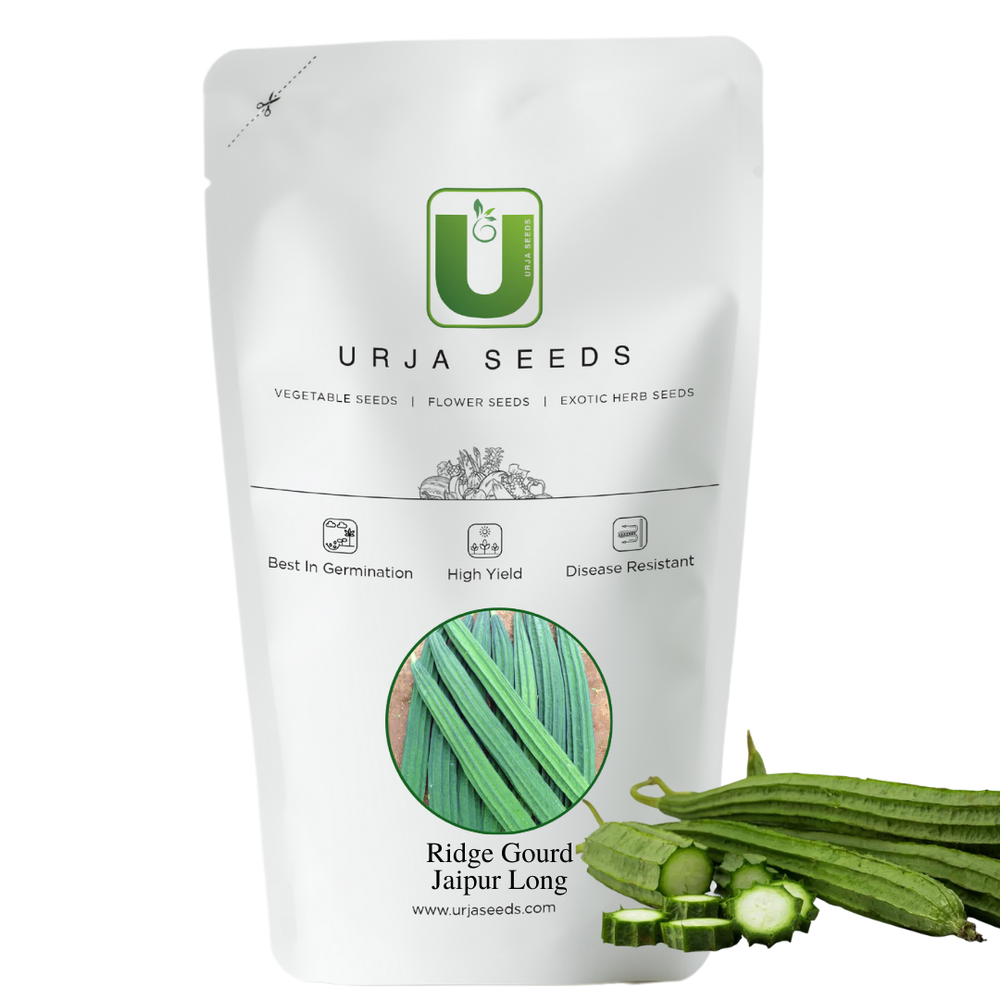 URJA SEEDS
URJA SEEDS
VEGETABLE SEEDS | FLOWER SEEDS | EXOTIC HERB SEEDS
Best In Germination
High Yield
Disease Resistant
Ridge Gourd
Jaipur Long
www.urjaseeds.com